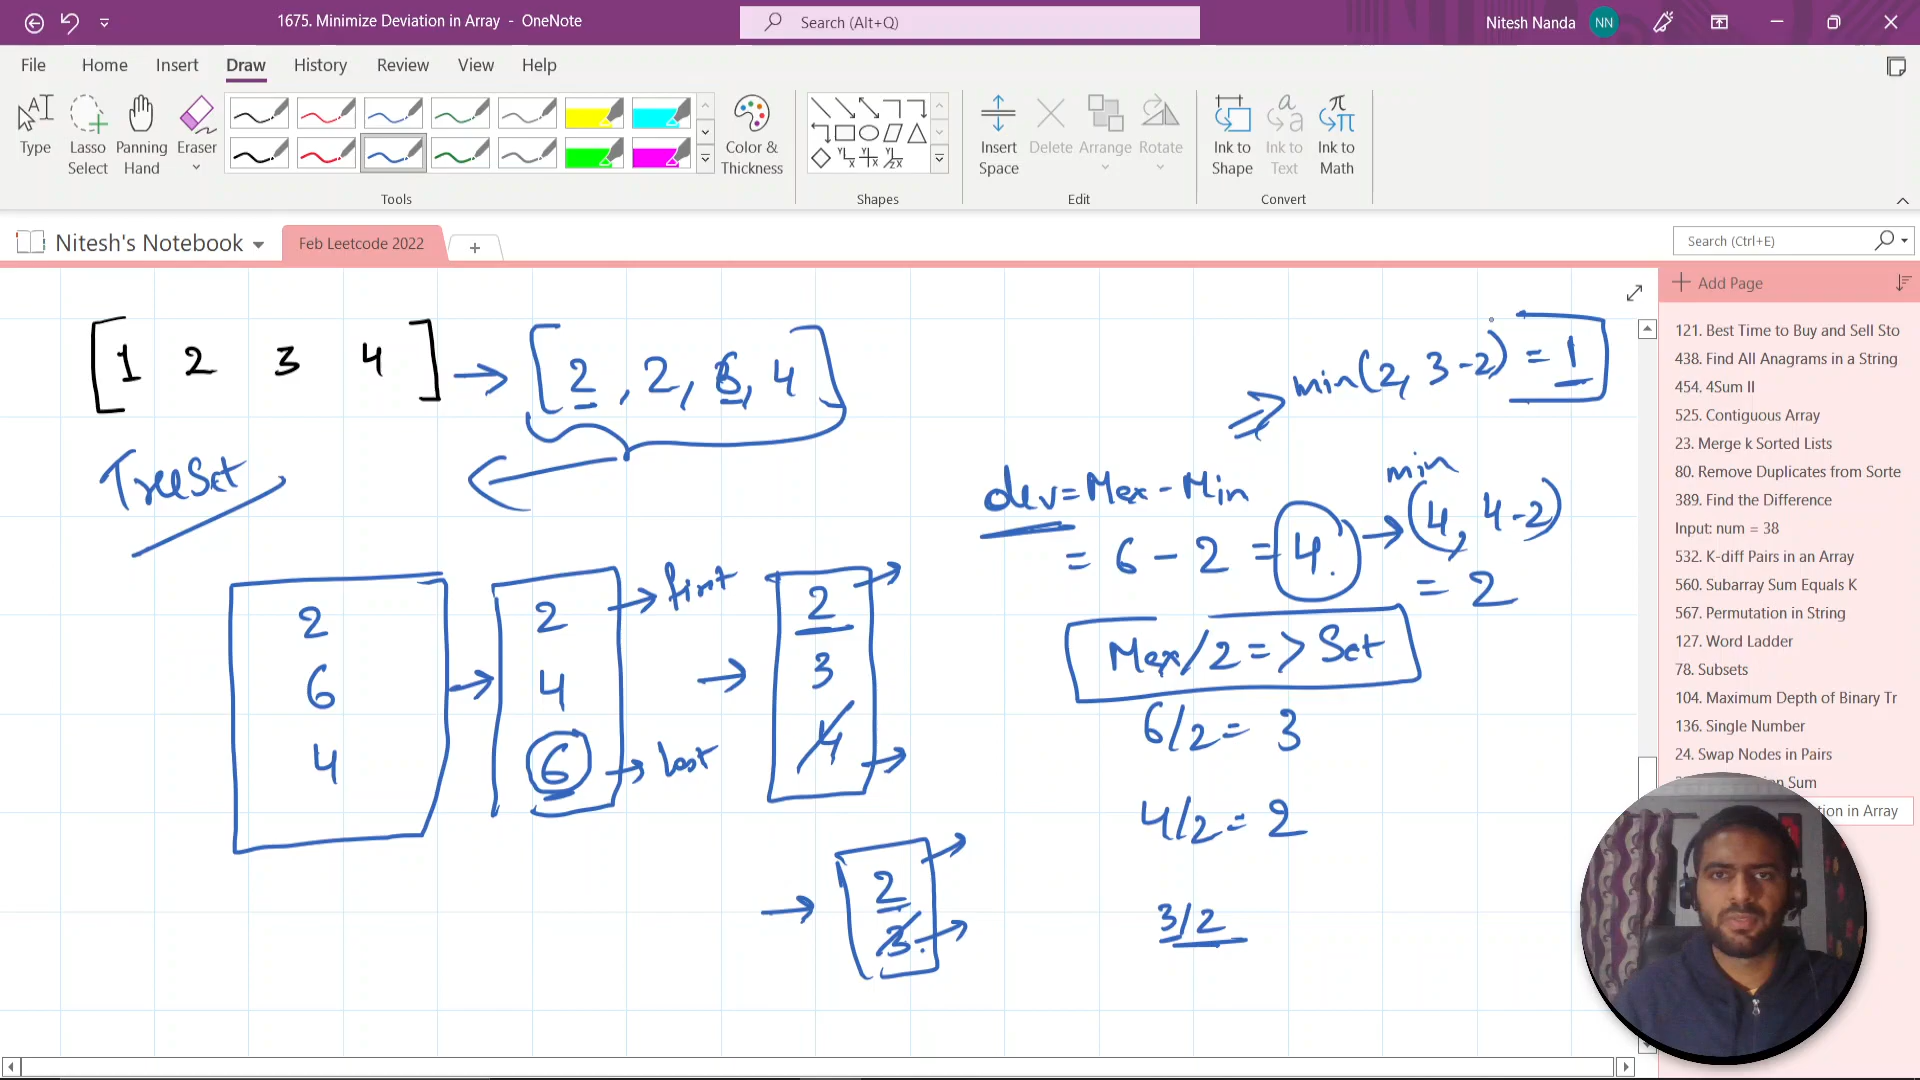 1675. Minimize Deviation in Array - OneNote
Search (Alt+Q)
Nitesh Nanda
NN
File Home Insert Draw History Review View Help
Type
Lasso Select
Panning Hand
Eraser
Color & Thickness
Insert Space
Delete
Arrange
Rotate
Ink to Shape
Ink to Text
Ink to Math
Tools
Shapes
Edit
Convert
Nitesh's Notebook
Feb Leetcode 2022
+
Search (Ctrl+E)
Add Page
121. Best Time to Buy and Sell Sto
438. Find All Anagrams in a String
454. 4Sum II
525. Contiguous Array
23. Merge k Sorted Lists
80. Remove Duplicates from Sorte
389. Find the Difference
Input: num = 38
532. K-diff Pairs in an Array
560. Subarray Sum Equals K
567. Permutation in String
127. Word Ladder
78. Subsets
104. Maximum Depth of Binary Tr
136. Single Number
24. Swap Nodes in Pairs
Sum
tion in Array
[1 2 3 4] → [2, 2, 6, 4]
⇒ min(2, 3-2) = 1
TreeSet
dev = Max - Min
= 6 - 2 = 4. → min (4, 4-2)
= 2
2
6
4
→
2 → first
4
6 → last
→
2
3
4
Max/2 => Set
6/2 = 3
4/2 = 2
3/2
→
2
3